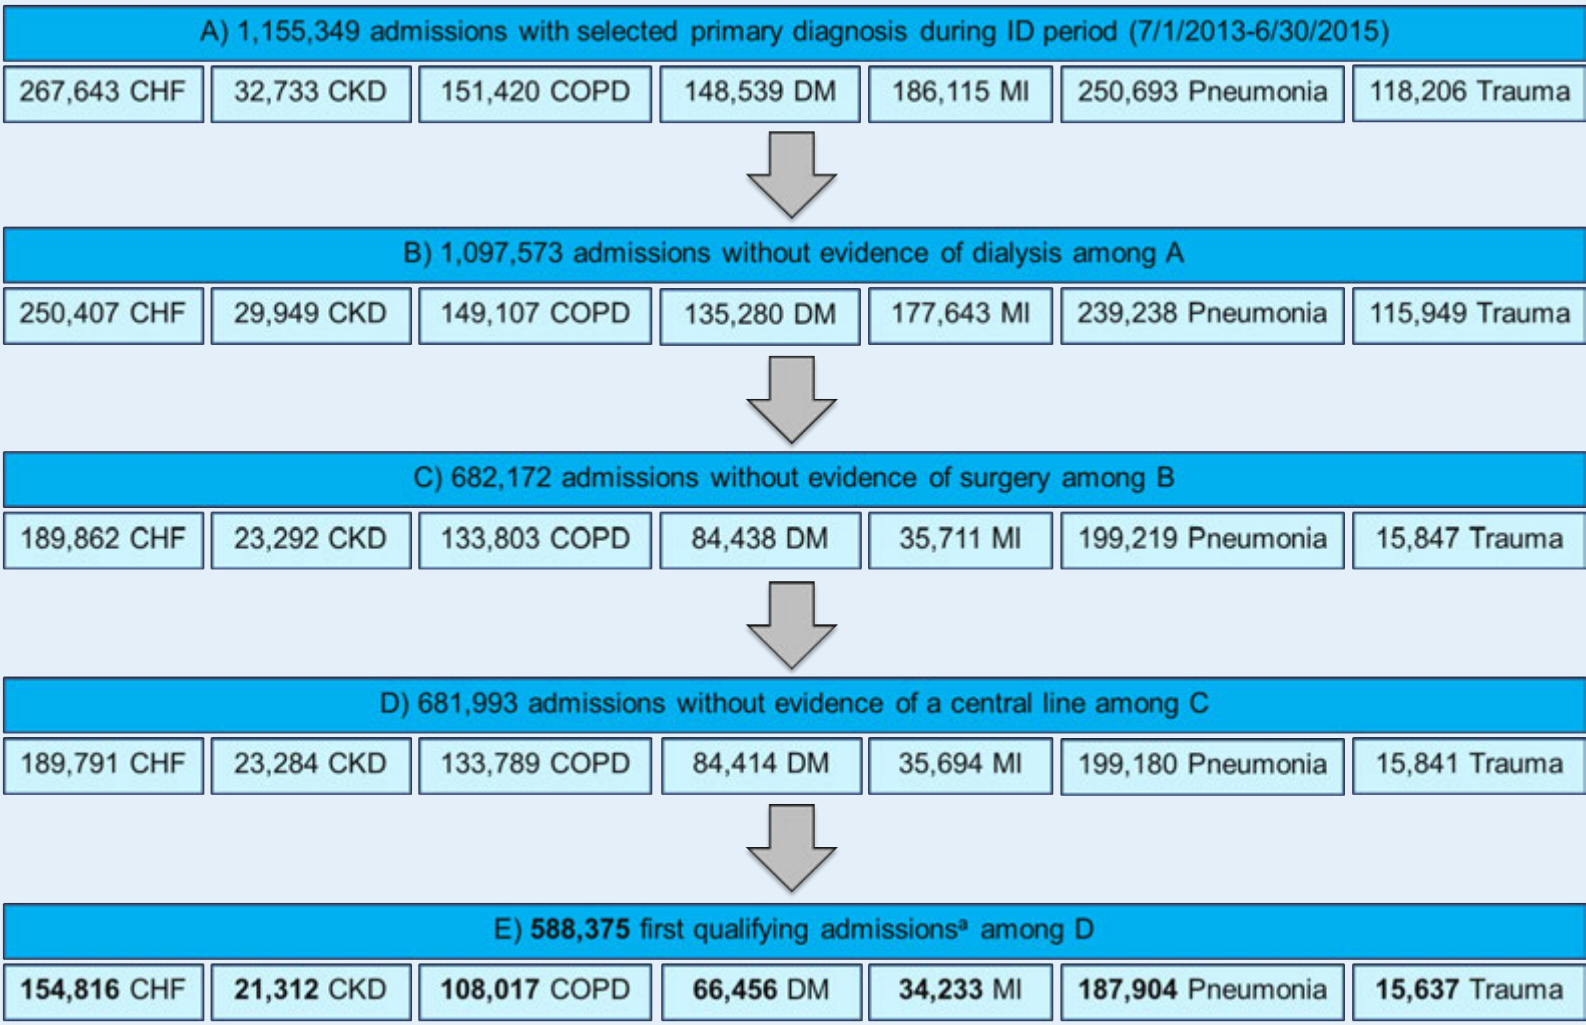 A) 1,155,349 admissions with selected primary diagnosis during ID period (7/1/2013-6/30/2015)
267,643 CHF 32,733 CKD 151,420 COPD 148,539 DM 186,115 MI 250,693 Pneumonia 118,206 Trauma
B) 1,097,573 admissions without evidence of dialysis among A
250,407 CHF 29,949 CKD 149,107 COPD 135,280 DM 177,643 MI 239,238 Pneumonia 115,949 Trauma
C) 682,172 admissions without evidence of surgery among B
189,862 CHF 23,292 CKD 133,803 COPD 84,438 DM 35,711 MI 199,219 Pneumonia 15,847 Trauma
D) 681,993 admissions without evidence of a central line among C
189,791 CHF 23,284 CKD 133,789 COPD 84,414 DM 35,694 MI 199,180 Pneumonia 15,841 Trauma
E) 588,375 first qualifying admissionsª among D
154,816 CHF 21,312 CKD 108,017 COPD 66,456 DM 34,233 MI 187,904 Pneumonia 15,637 Trauma